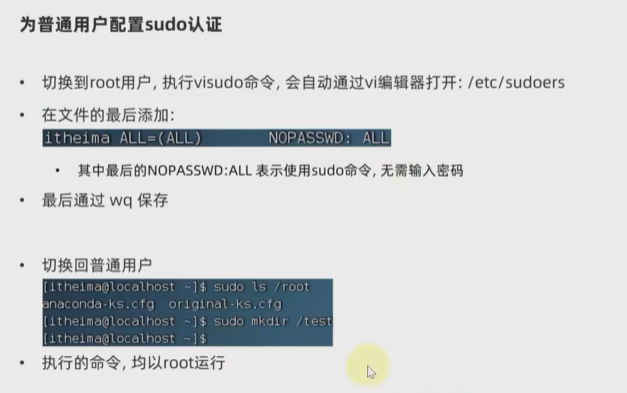 为普通用户配置sudo认证
• 切换到root用户, 执行visudo命令, 会自动通过vi编辑器打开: /etc/sudoers
• 在文件的最后添加:
itheima ALL=(ALL) NOPASSWD: ALL
• 其中最后的NOPASSWD:ALL 表示使用sudo命令, 无需输入密码
• 最后通过 wq 保存
• 切换回普通用户
[itheima@localhost ~]$ sudo ls /root
anaconda-ks.cfg original-ks.cfg
[itheima@localhost ~]$ sudo mkdir /test
[itheima@localhost ~]$
• 执行的命令, 均以root运行